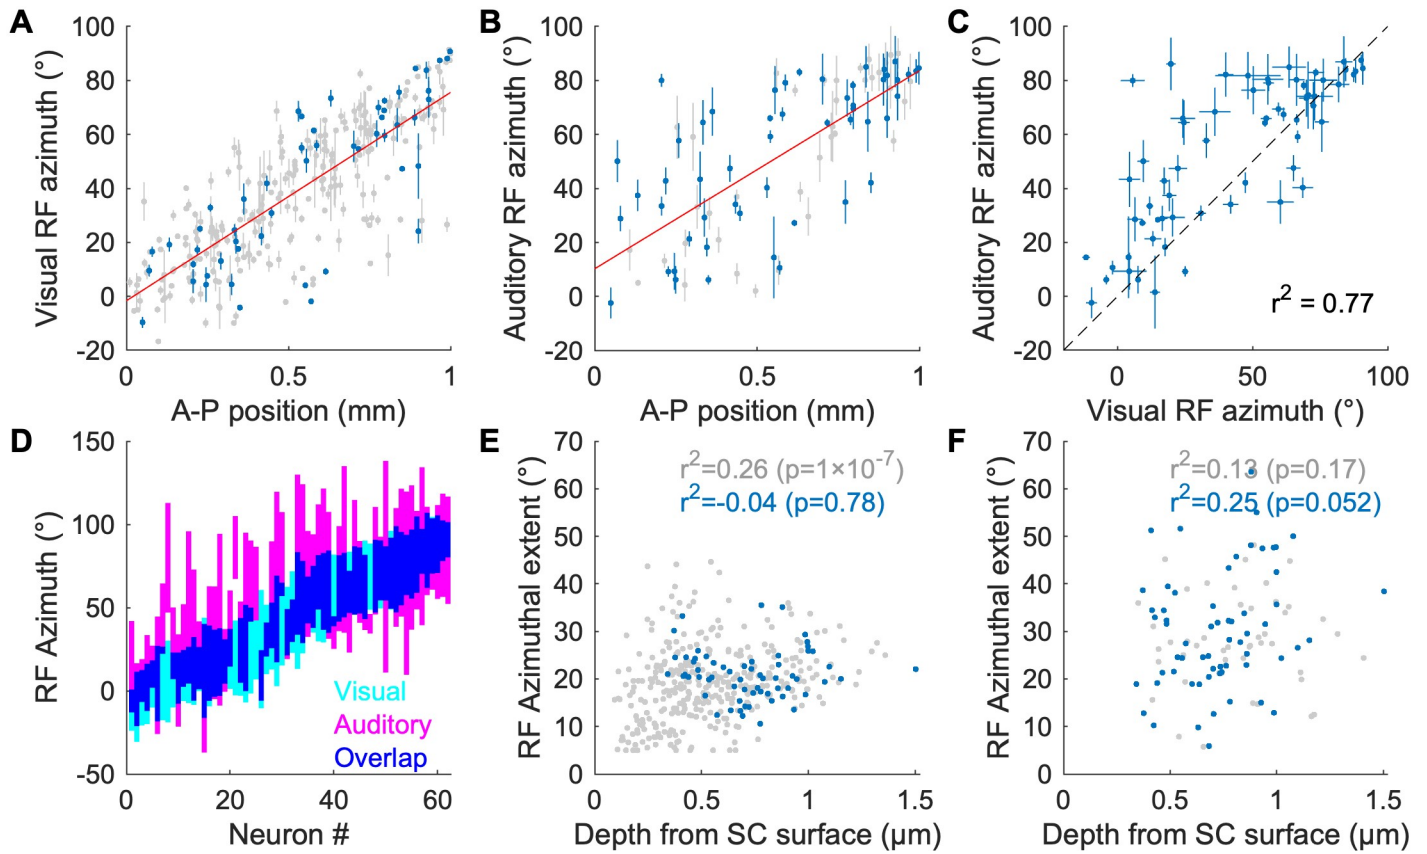 A
Visual RF azimuth (°)
100
80
60
40
20
0
-20
0
0.5
1
A-P position (mm)
B
Auditory RF azimuth (°)
100
80
60
40
20
0
-20
0
0.5
1
A-P position (mm)
C
Auditory RF azimuth (°)
100
80
60
40
20
0
-20
r² = 0.77
0
50
100
Visual RF azimuth (°)
D
RF Azimuth (°)
150
100
50
0
-50
Visual
Auditory
Overlap
0
20
40
60
Neuron #
E
RF Azimuthal extent (°)
70
60
50
40
30
20
10
0
r²=0.26 (p=1×10⁻⁷)
r²=-0.04 (p=0.78)
0
0.5
1
1.5
Depth from SC surface (μm)
F
RF Azimuthal extent (°)
70
60
50
40
30
20
10
0
r²=0.13 (p=0.17)
r²=0.25 (p=0.052)
0
0.5
1
1.5
Depth from SC surface (μm)